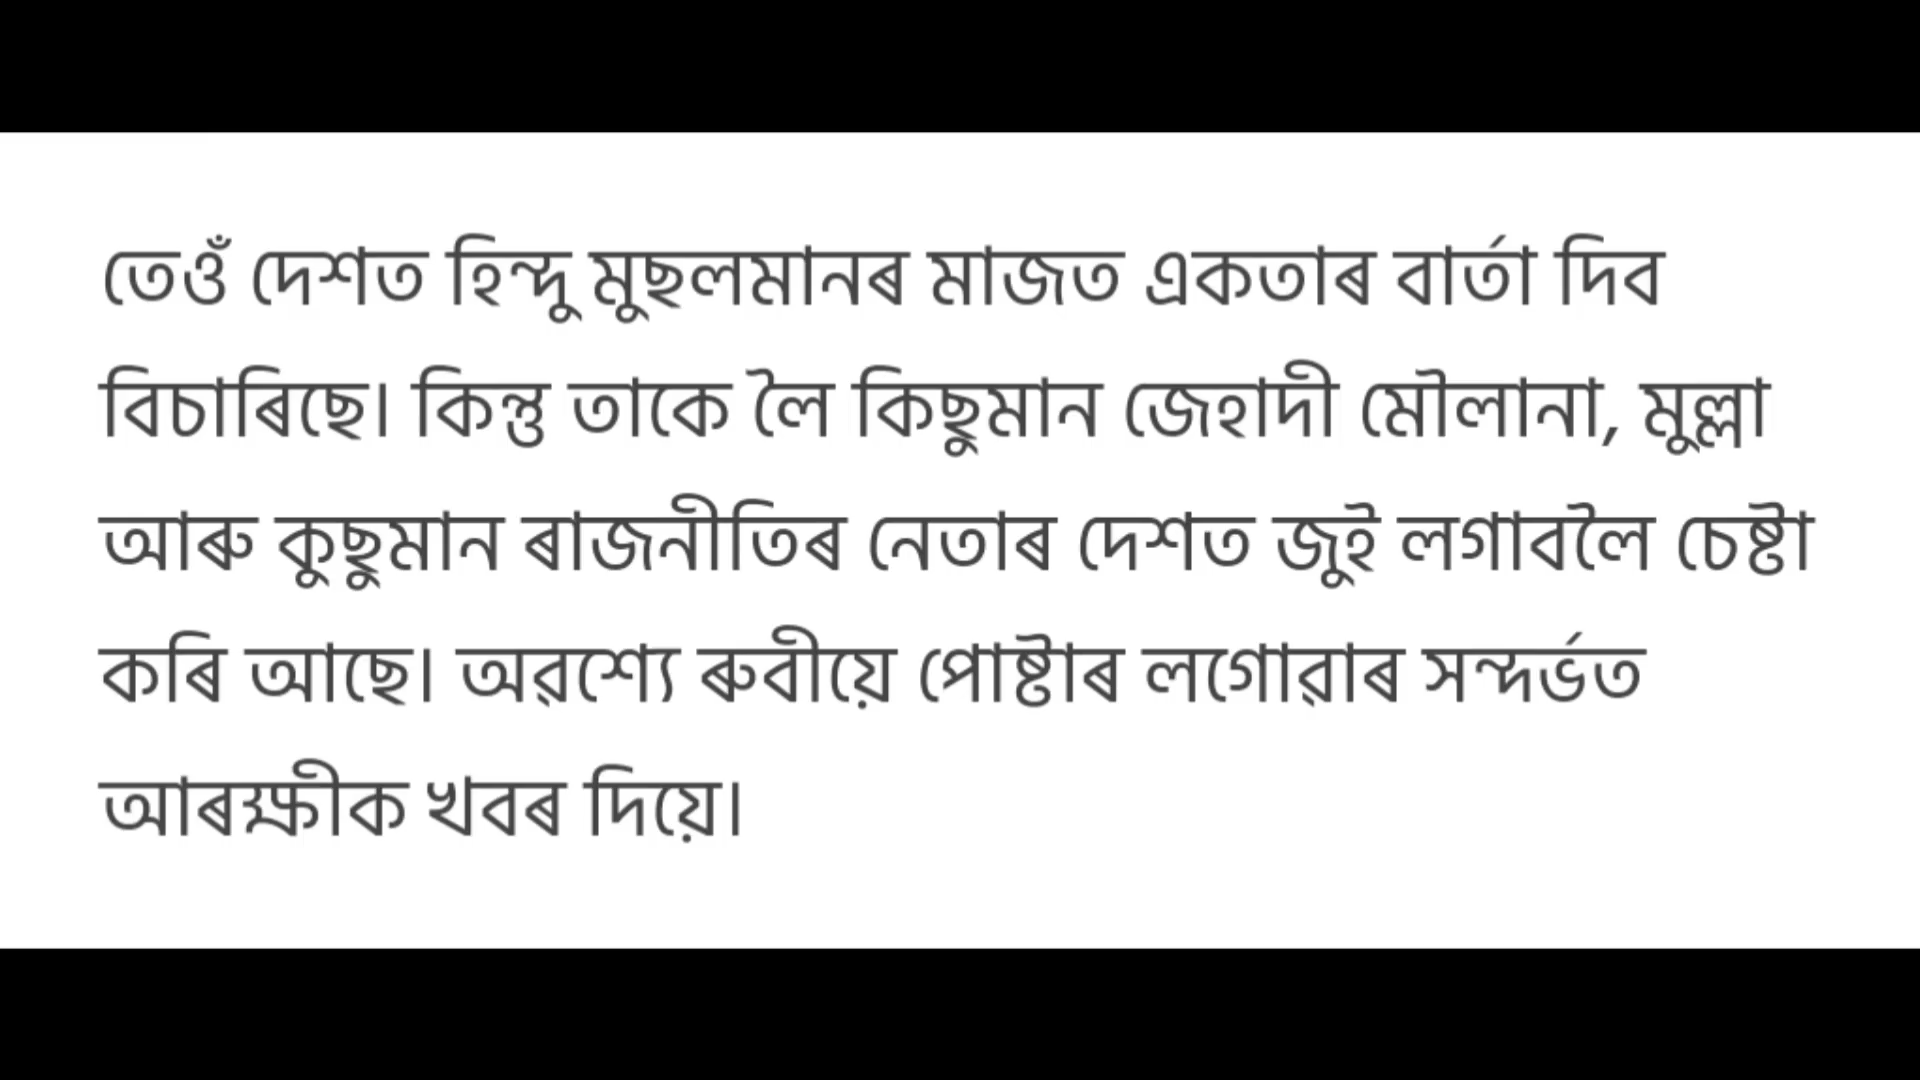 তেওঁ দেশত হিন্দু মুছলমানৰ মাজত একতাৰ বাৰ্তা দিব
বিচাৰিছে। কিন্তু তাকে লৈ কিছুমান জেহাদী মৌলানা, মুল্লা
আৰু কুছুমান ৰাজনীতিৰ নেতাৰ দেশত জুই লগাবলৈ চেষ্টা
কৰি আছে। অৱশ্যে ৰুবীয়ে পোষ্টাৰ লগোৱাৰ সন্দৰ্ভত
আৰক্ষীক খবৰ দিয়ে।